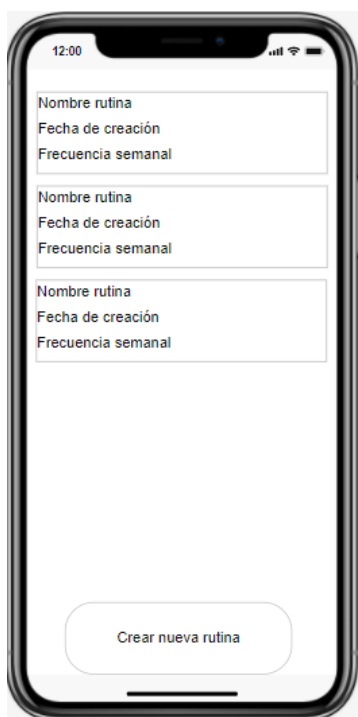 12:00
Nombre rutina
Fecha de creación
Frecuencia semanal
Nombre rutina
Fecha de creación
Frecuencia semanal
Nombre rutina
Fecha de creación
Frecuencia semanal
Crear nueva rutina